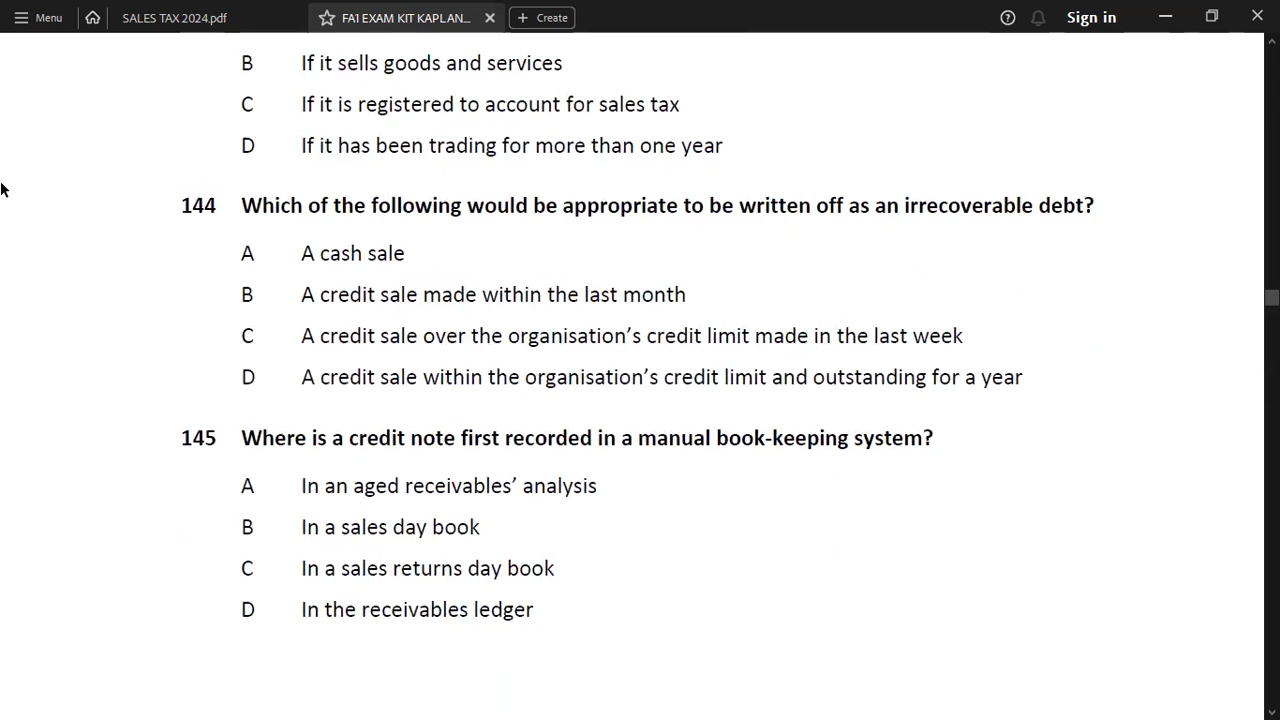 Menu
SALES TAX 2024.pdf
FA1 EXAM KIT KAPLAN...
Create
Sign in
B If it sells goods and services
C If it is registered to account for sales tax
D If it has been trading for more than one year
144 Which of the following would be appropriate to be written off as an irrecoverable debt?
A A cash sale
B A credit sale made within the last month
C A credit sale over the organisation’s credit limit made in the last week
D A credit sale within the organisation’s credit limit and outstanding for a year
145 Where is a credit note first recorded in a manual book-keeping system?
A In an aged receivables’ analysis
B In a sales day book
C In a sales returns day book
D In the receivables ledger